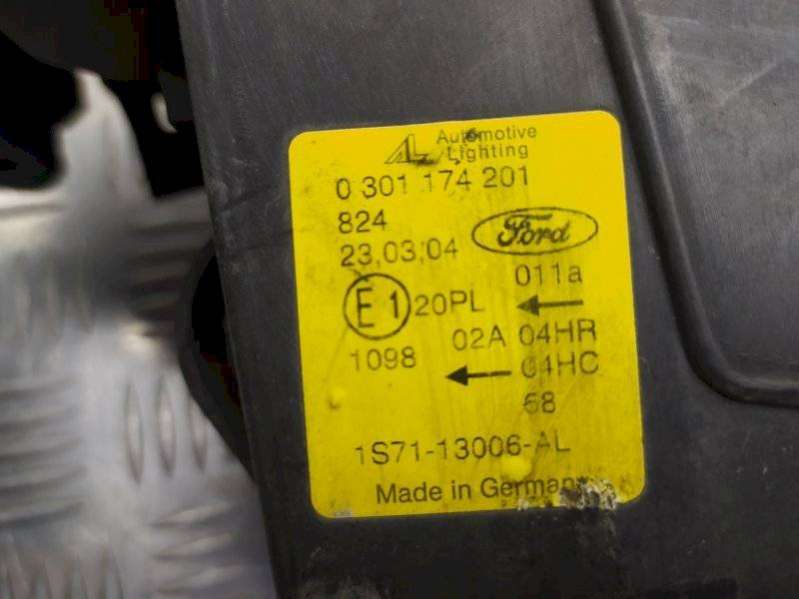 AL Automotive
Lighting
0 301 174 201
824
Ford
23,03,04
011a
E1 20PL
02A 04HR
1098
04HC
68
1S71-13006-AL
Made in Germany